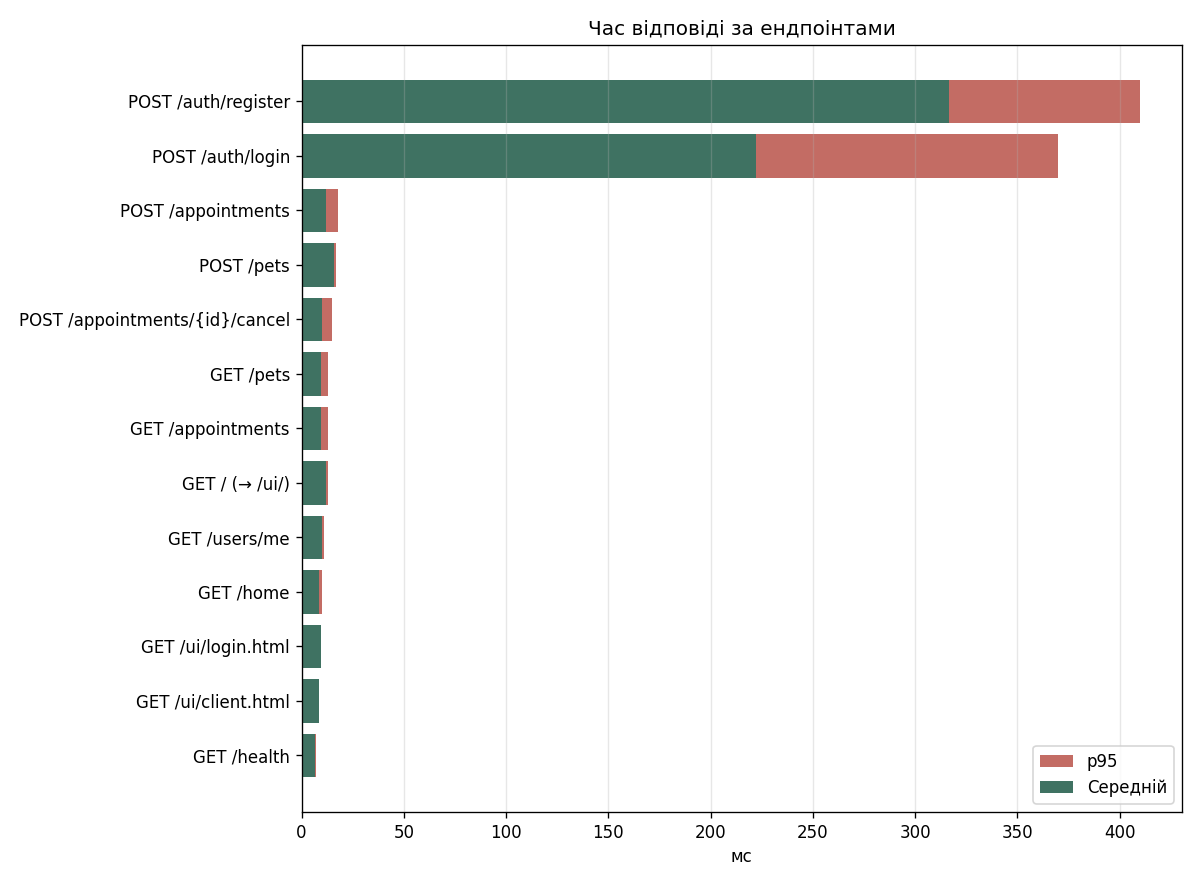 Час відповіді за ендпоінтами
POST /auth/register
POST /auth/login
POST /appointments
POST /pets
POST /appointments/{id}/cancel
GET /pets
GET /appointments
GET / (→ /ui/)
GET /users/me
GET /home
GET /ui/login.html
GET /ui/client.html
GET /health
p95
Середній
0 50 100 150 200 250 300 350 400
мс